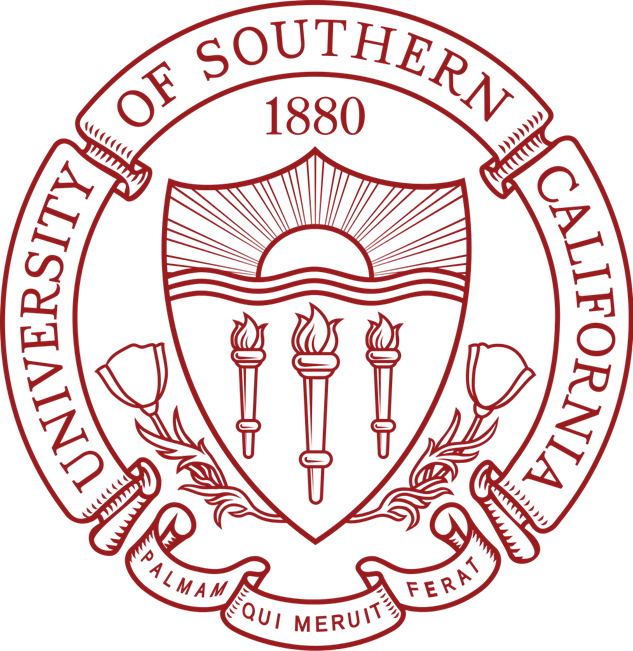 UNIVERSITY OF SOUTHERN CALIFORNIA
1880
PALMAM QUI MERUIT FERAT